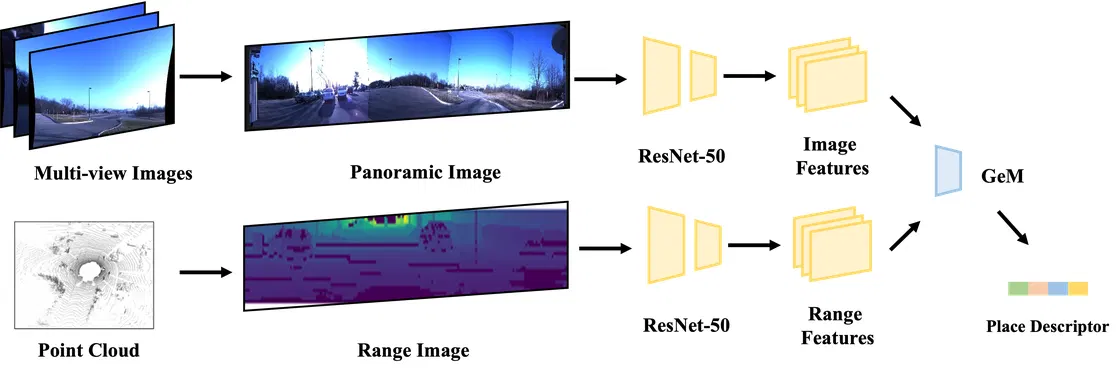 Multi-view Images
Panoramic Image
ResNet-50
Image
Features
GeM
Point Cloud
Range Image
ResNet-50
Range
Features
Place Descriptor